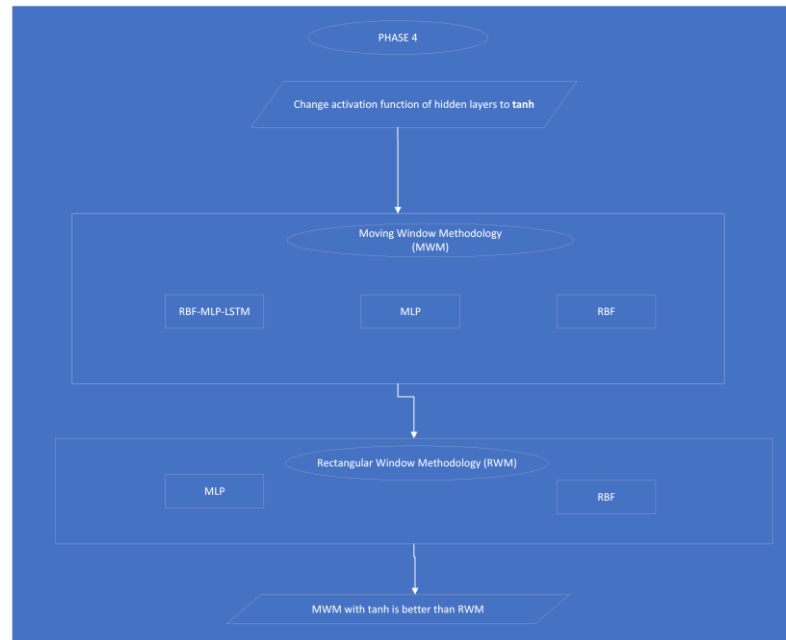 PHASE 4
Change activation function of hidden layers to tanh
Moving Window Methodology
(MWM)
RBF-MLP-LSTM
MLP
RBF
Rectangular Window Methodology (RWM)
MLP
RBF
MWM with tanh is better than RWM